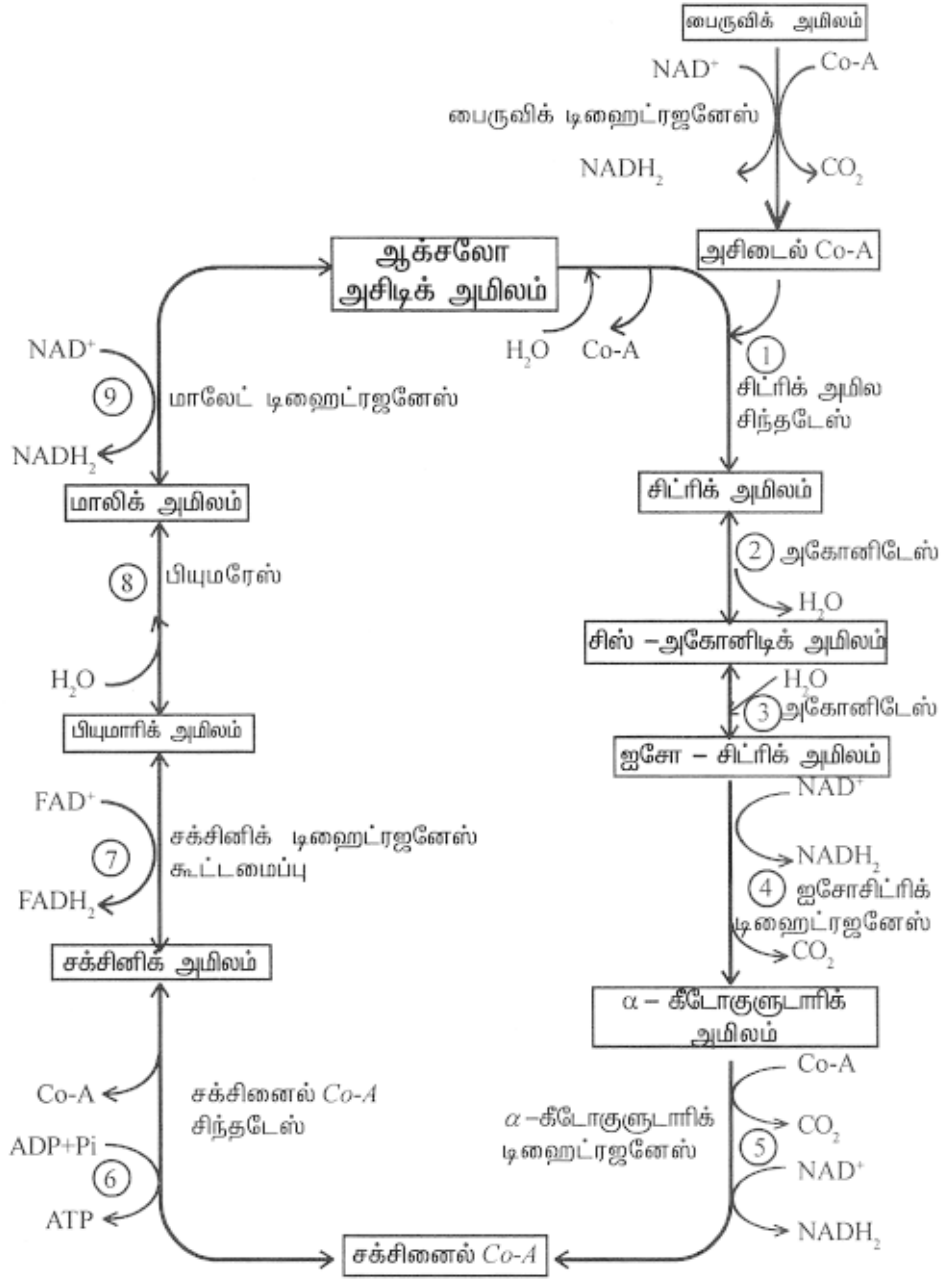 பைருவிக் அமிலம்
NAD⁺
Co-A
பைருவிக் டிஹைட்ரஜனேஸ்
NADH₂
CO₂
அசிடைல் Co-A
ஆக்சலோ
அசிடிக் அமிலம்
H₂O
Co-A
1
சிட்ரிக் அமில
சிந்தடேஸ்
சிட்ரிக் அமிலம்
2 அகோனிடேஸ்
H₂O
சிஸ் –அகோனிடிக் அமிலம்
H₂O
3 அகோனிடேஸ்
ஐசோ – சிட்ரிக் அமிலம்
NAD⁺
NADH₂
4 ஐசோசிட்ரிக்
டிஹைட்ரஜனேஸ்
CO₂
α – கீடோகுளுடாரிக்
அமிலம்
Co-A
CO₂
α –கீடோகுளுடாரிக்
டிஹைட்ரஜனேஸ்
5
NAD⁺
NADH₂
சக்சினைல் Co-A
சக்சினைல் Co-A
சிந்தடேஸ்
Co-A
ADP+Pi
6
ATP
சக்சினிக் அமிலம்
FAD⁺
7
FADH₂
சக்சினிக் டிஹைட்ரஜனேஸ்
கூட்டமைப்பு
பியுமாரிக் அமிலம்
H₂O
8 பியுமரேஸ்
மாலிக் அமிலம்
NAD⁺
9 மாலேட் டிஹைட்ரஜனேஸ்
NADH₂